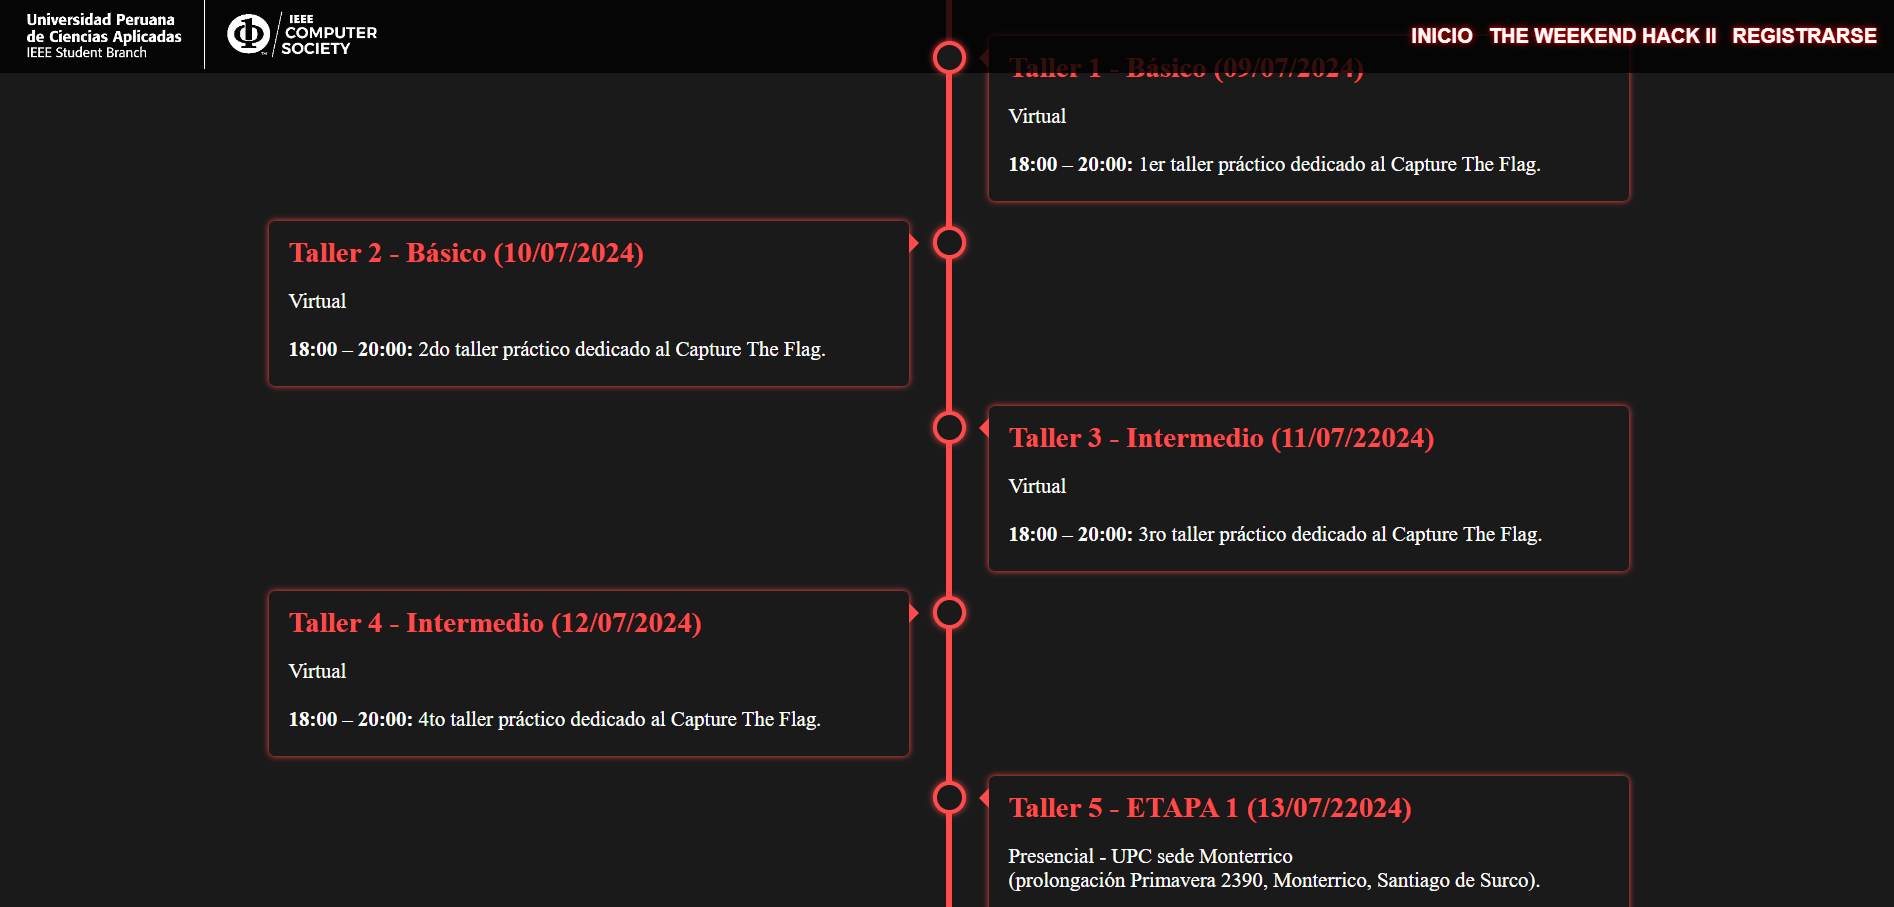 Universidad Peruana
de Ciencias Aplicadas
IEEE Student Branch
IEEE
COMPUTER
SOCIETY
TM
INICIO THE WEEKEND HACK II REGISTRARSE
Taller 1 - Básico (09/07/2024)
Virtual
18:00 – 20:00: 1er taller práctico dedicado al Capture The Flag.
Taller 2 - Básico (10/07/2024)
Virtual
18:00 – 20:00: 2do taller práctico dedicado al Capture The Flag.
Taller 3 - Intermedio (11/07/22024)
Virtual
18:00 – 20:00: 3ro taller práctico dedicado al Capture The Flag.
Taller 4 - Intermedio (12/07/2024)
Virtual
18:00 – 20:00: 4to taller práctico dedicado al Capture The Flag.
Taller 5 - ETAPA 1 (13/07/22024)
Presencial - UPC sede Monterrico
(prolongación Primavera 2390, Monterrico, Santiago de Surco).